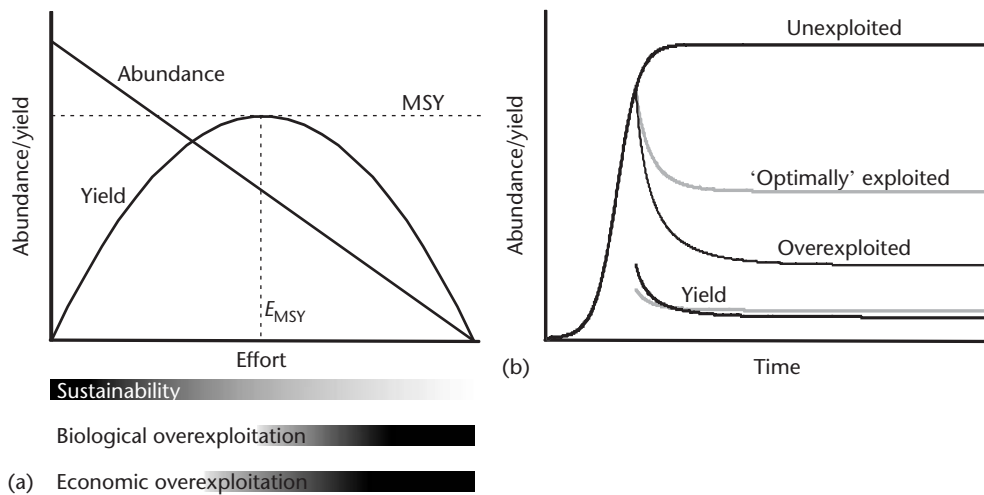 Abundance/yield
Abundance
MSY
Yield
EMSY
Effort
Sustainability
Biological overexploitation
(a)
Economic overexploitation
Abundance/yield
Unexploited
'Optimally' exploited
Overexploited
Yield
(b)
Time